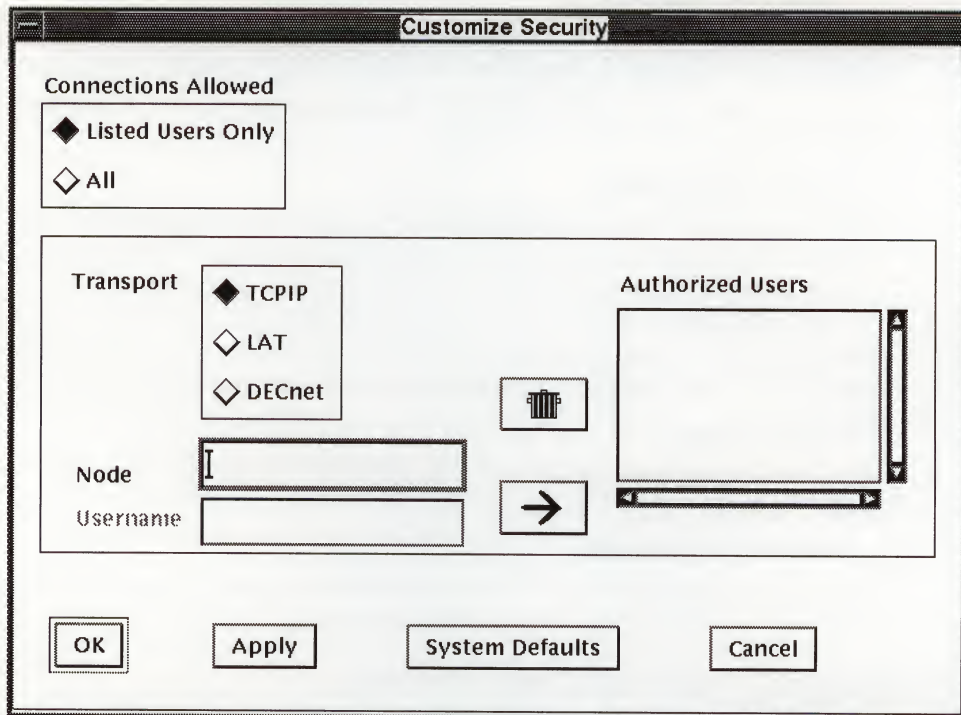 Customize Security
Connections Allowed
Listed Users Only
All
Transport
TCPIP
LAT
DECnet
Authorized Users
Node
Username
OK
Apply
System Defaults
Cancel